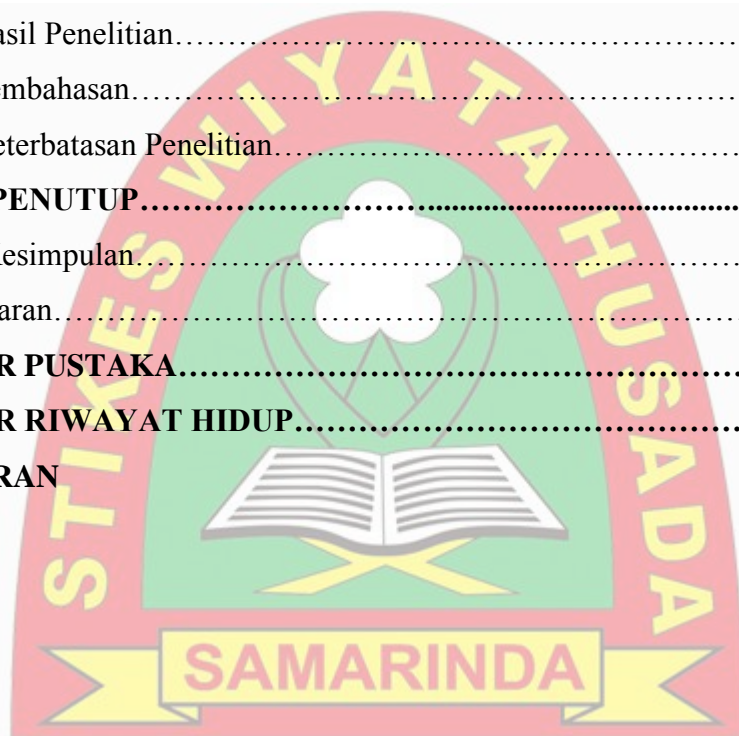 asil Penelitian……………………………………………………
embahasan…………………………………………………………
eterbatasan Penelitian………………………………………
PENUTUP……………………….........................................
esimpulan……………………………………………………………
aran……………………………………………………………………
R PUSTAKA……………………………………………………
R RIWAYAT HIDUP………………………………………
RAN
STIKES WIYATA HUSADA
SAMARINDA